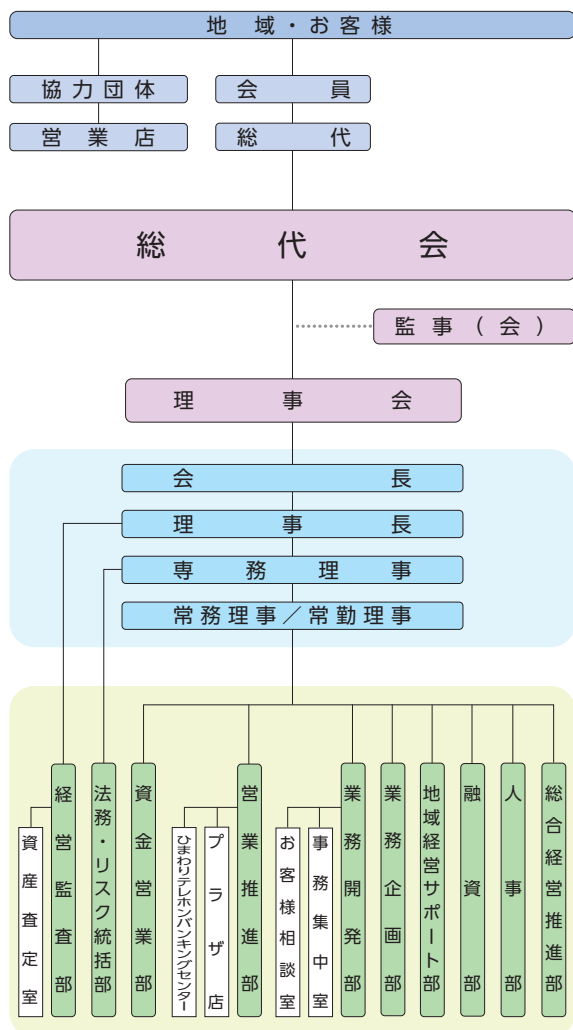 地域・お客様
協力団体
会員
営業店
総代
総代会
監事(会)
理事会
会長
理事長
専務理事
常務理事／常勤理事
資産査定室
経営監査部
法務・リスク統括部
資金営業部
ひまわりテレホンバンキングセンター
プラザ店
営業推進部
お客様相談室
事務集中室
業務開発部
業務企画部
地域経営サポート部
融資部
人事部
総合経営推進部